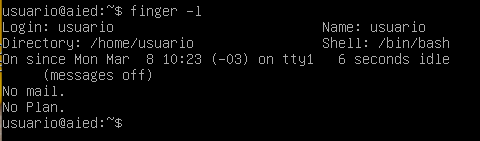 usuario@aied:~$ finger -l
Login: usuario Name: usuario
Directory: /home/usuario Shell: /bin/bash
On since Mon Mar  8 10:23 (-03) on tty1   6 seconds idle
(messages off)
No mail.
No Plan.
usuario@aied:~$